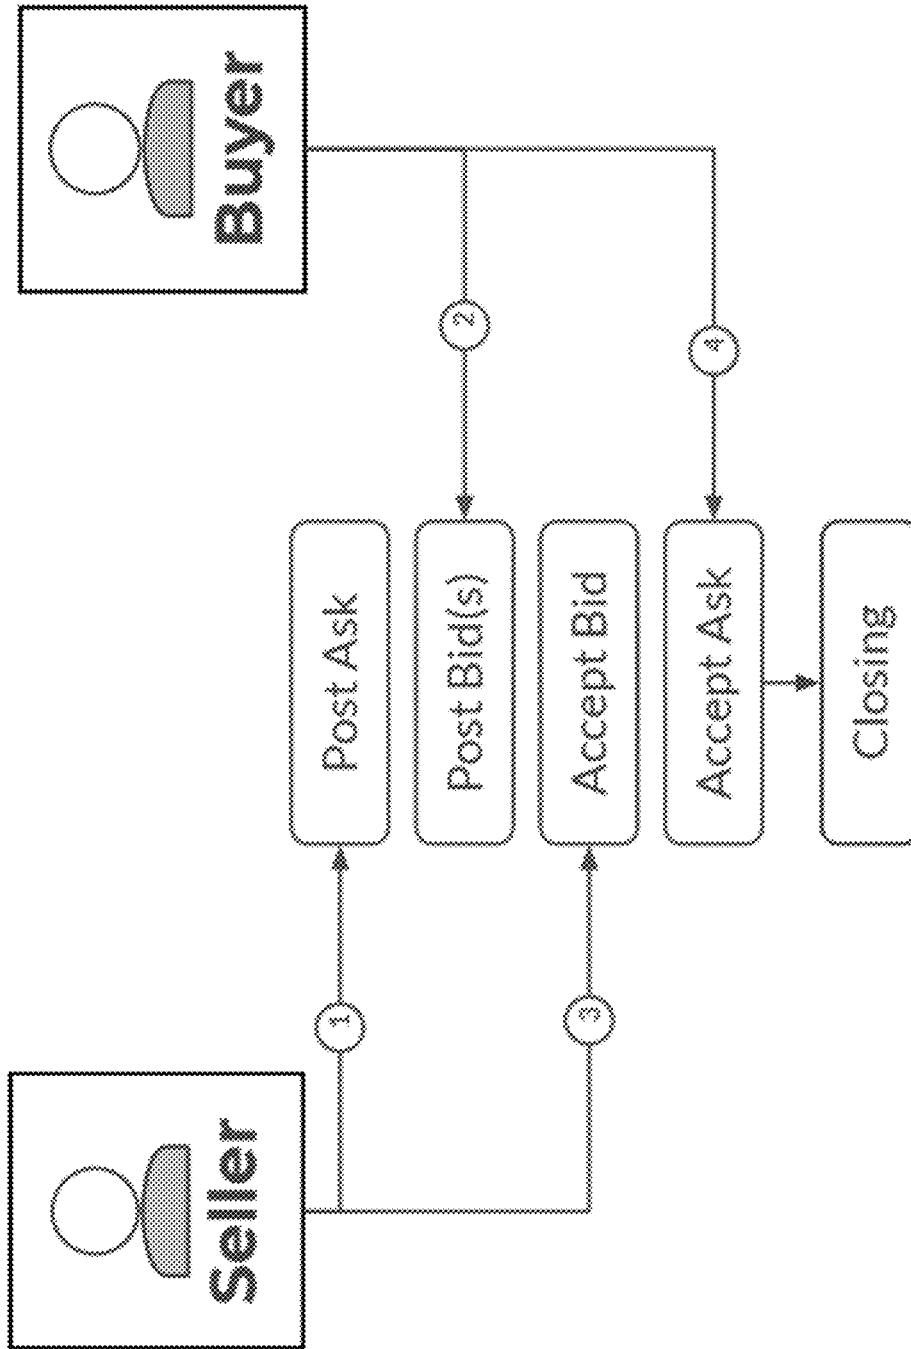 Seller
Buyer
1
Post Ask
2
Post Bid(s)
3
Accept Bid
4
Accept Ask
Closing